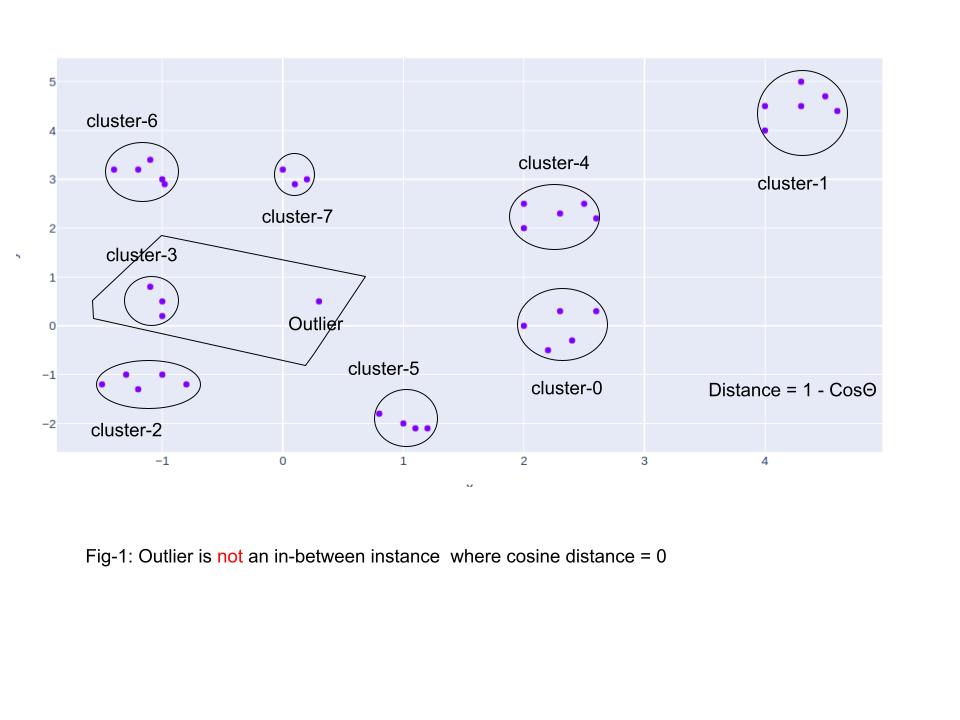 5
cluster-6
4
cluster-4
3
cluster-1
cluster-7
2
cluster-3
1
0
Outlier
cluster-5
−1
cluster-0
Distance = 1 - CosΘ
−2
cluster-2
−1 0 1 2 3 4
Fig-1: Outlier is not an in-between instance where cosine distance = 0